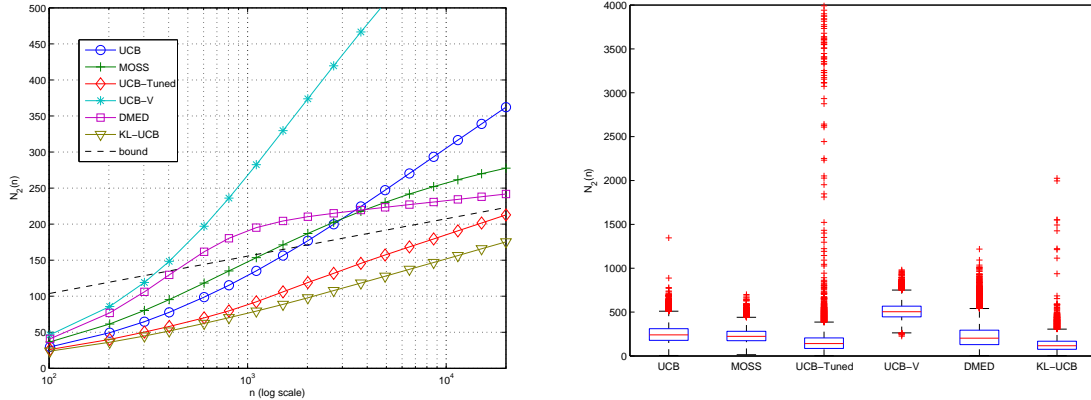 500
450
400
350
300
250
200
150
100
50
0
N2(n)
UCB
MOSS
UCB−Tuned
UCB−V
DMED
KL−UCB
bound
10^2
10^3
10^4
n (log scale)
4000
3500
3000
2500
2000
1500
1000
500
0
N2(n)
UCB
MOSS
UCB−Tuned
UCB−V
DMED
KL−UCB